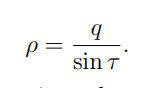 ρ = q / sin τ.